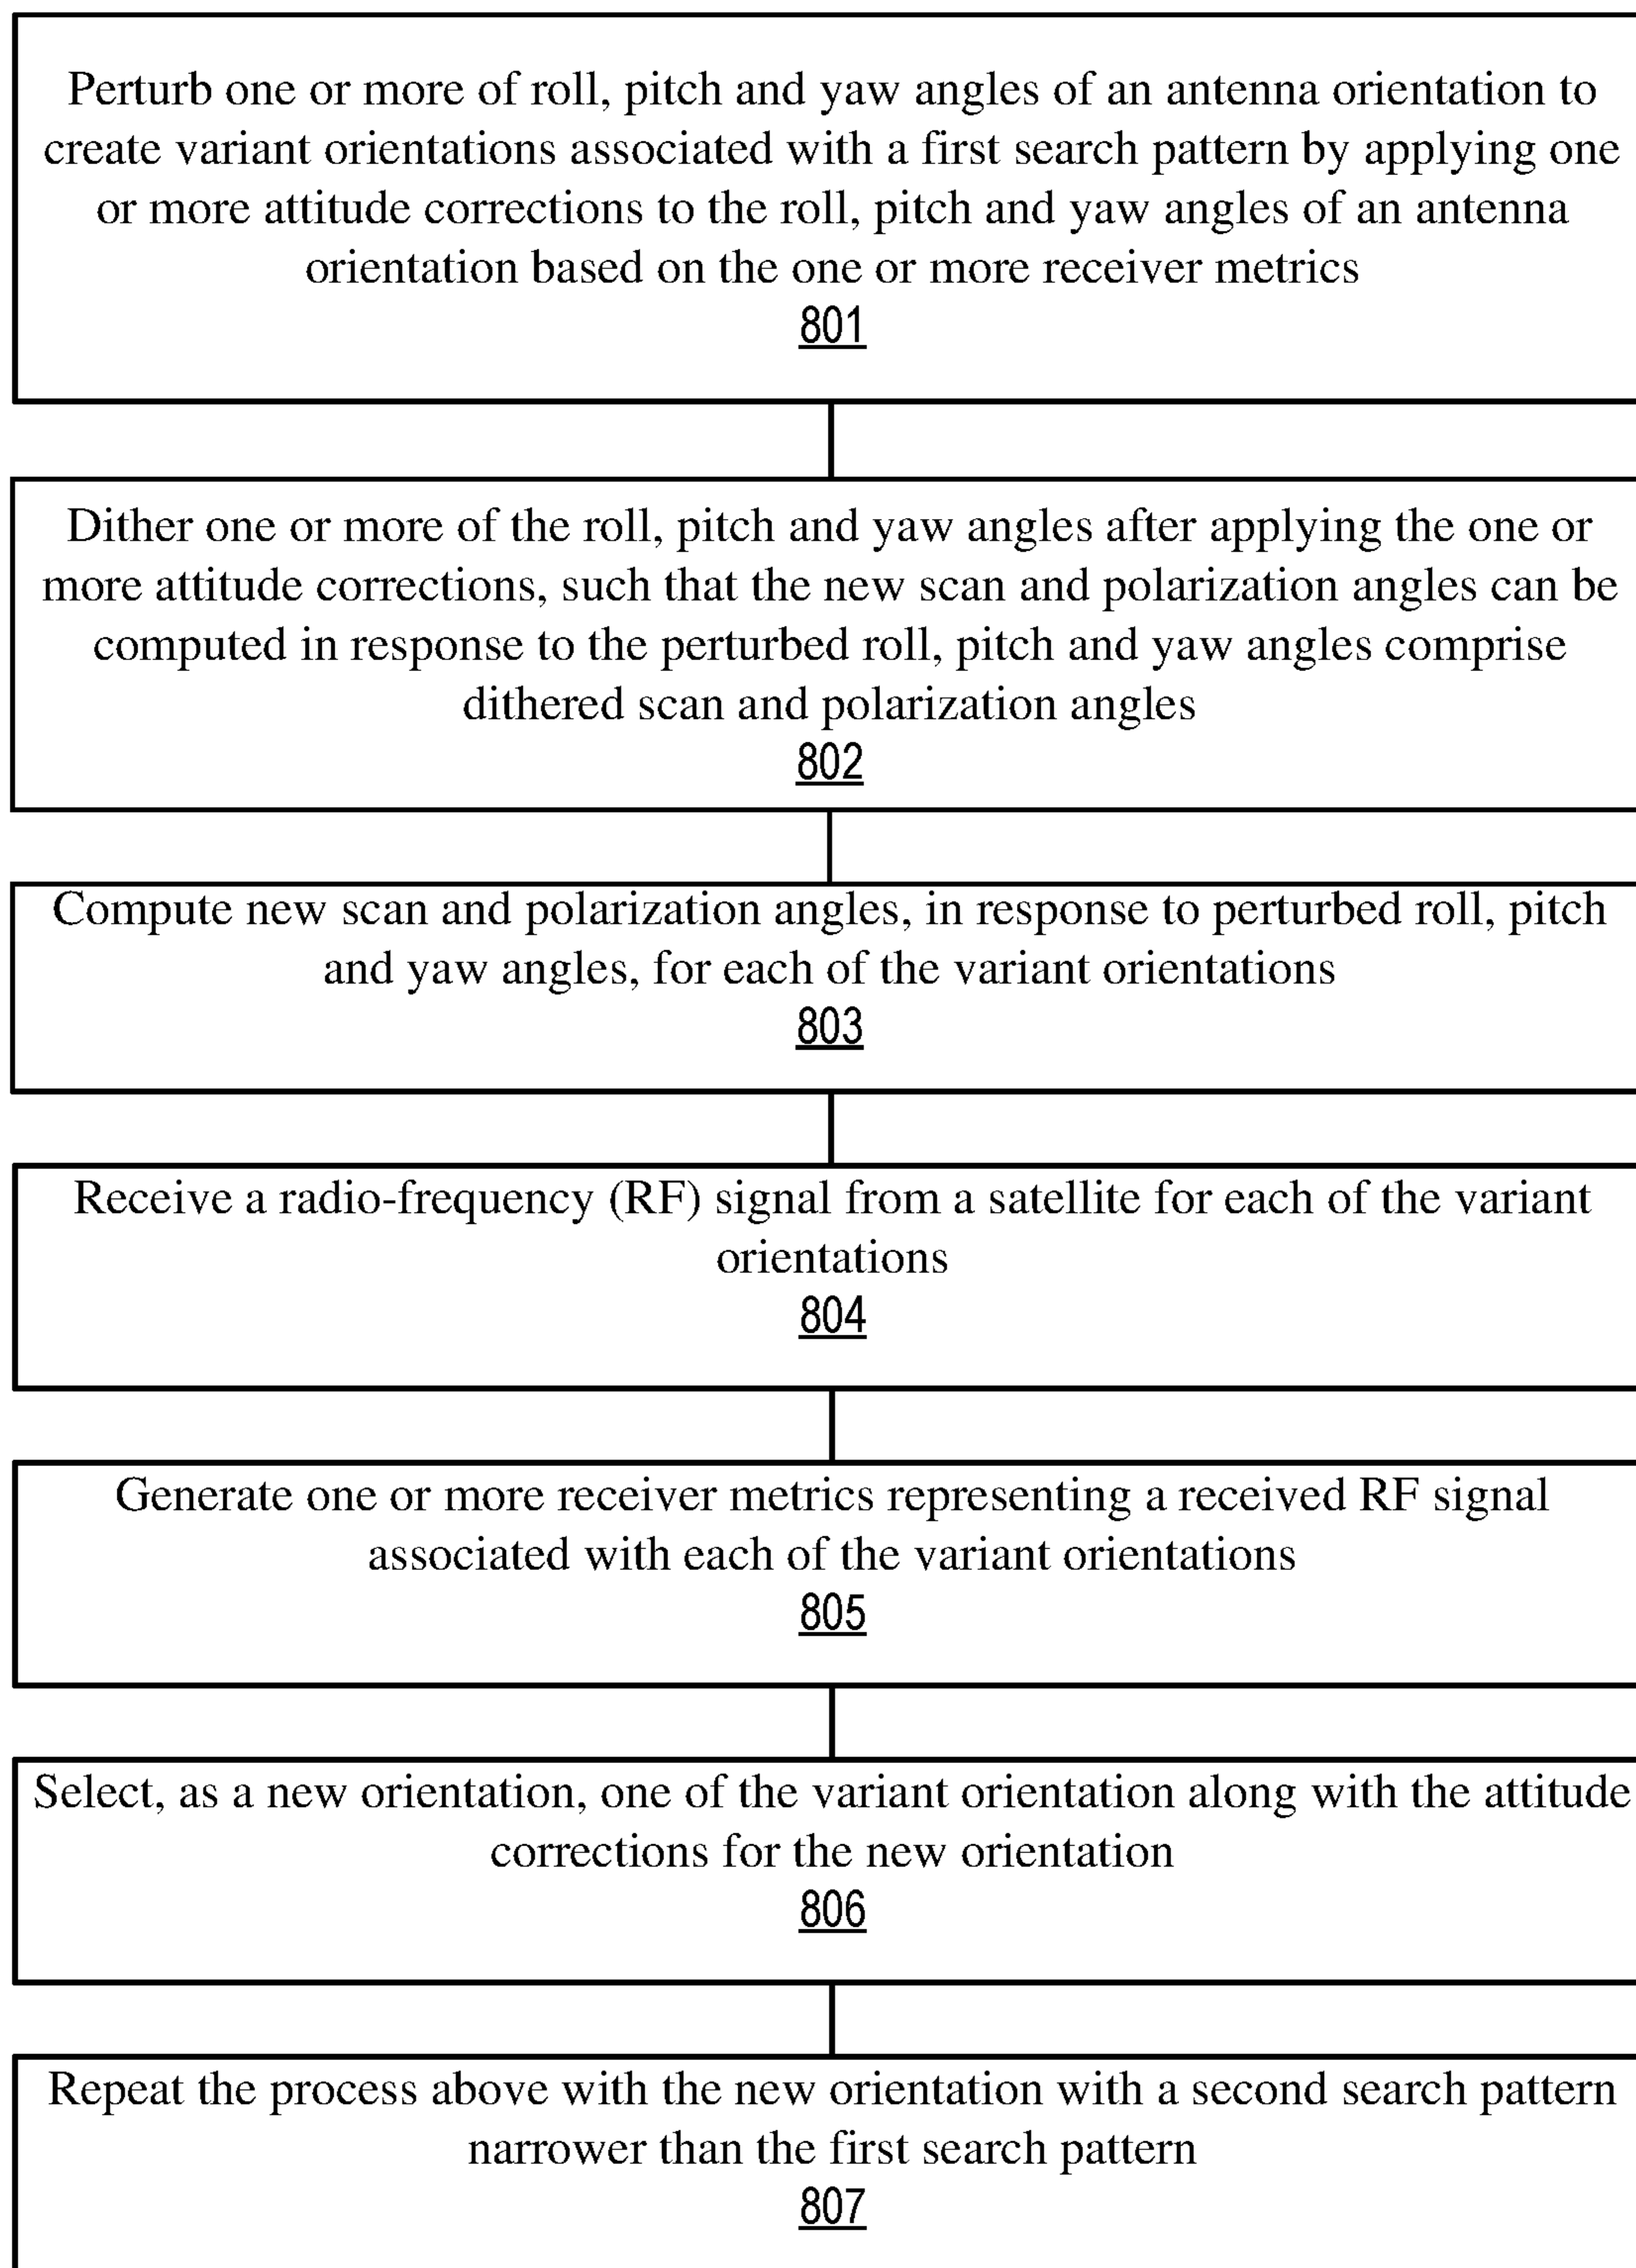 Perturb one or more of roll, pitch and yaw angles of an antenna orientation to
create variant orientations associated with a first search pattern by applying one
or more attitude corrections to the roll, pitch and yaw angles of an antenna
orientation based on the one or more receiver metrics
801
Dither one or more of the roll, pitch and yaw angles after applying the one or
more attitude corrections, such that the new scan and polarization angles can be
computed in response to the perturbed roll, pitch and yaw angles comprise
dithered scan and polarization angles
802
Compute new scan and polarization angles, in response to perturbed roll, pitch
and yaw angles, for each of the variant orientations
803
Receive a radio-frequency (RF) signal from a satellite for each of the variant
orientations
804
Generate one or more receiver metrics representing a received RF signal
associated with each of the variant orientations
805
Select, as a new orientation, one of the variant orientation along with the attitude
corrections for the new orientation
806
Repeat the process above with the new orientation with a second search pattern
narrower than the first search pattern
807